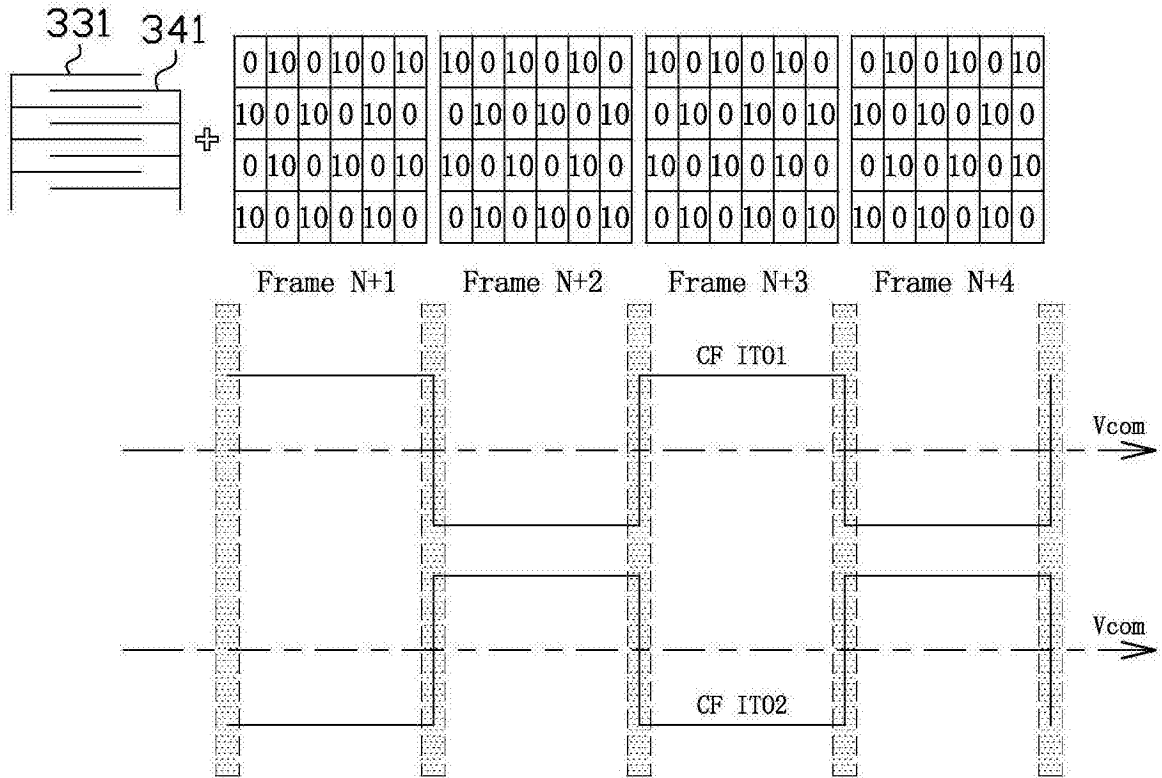 331
341
0 10 0 10 0 10 10 0 10 0 10 0 10 0 10 0 10 0 0 10 0 10 0 10
10 0 10 0 10 0 0 10 0 10 0 10 0 10 0 10 0 10 10 0 10 0 10 0
0 10 0 10 0 10 10 0 10 0 10 0 10 0 10 0 10 0 0 10 0 10 0 10
10 0 10 0 10 0 0 10 0 10 0 10 0 10 0 10 0 10 10 0 10 0 10 0
Frame N+1 Frame N+2 Frame N+3 Frame N+4
CF ITO1
Vcom
Vcom
CF ITO2